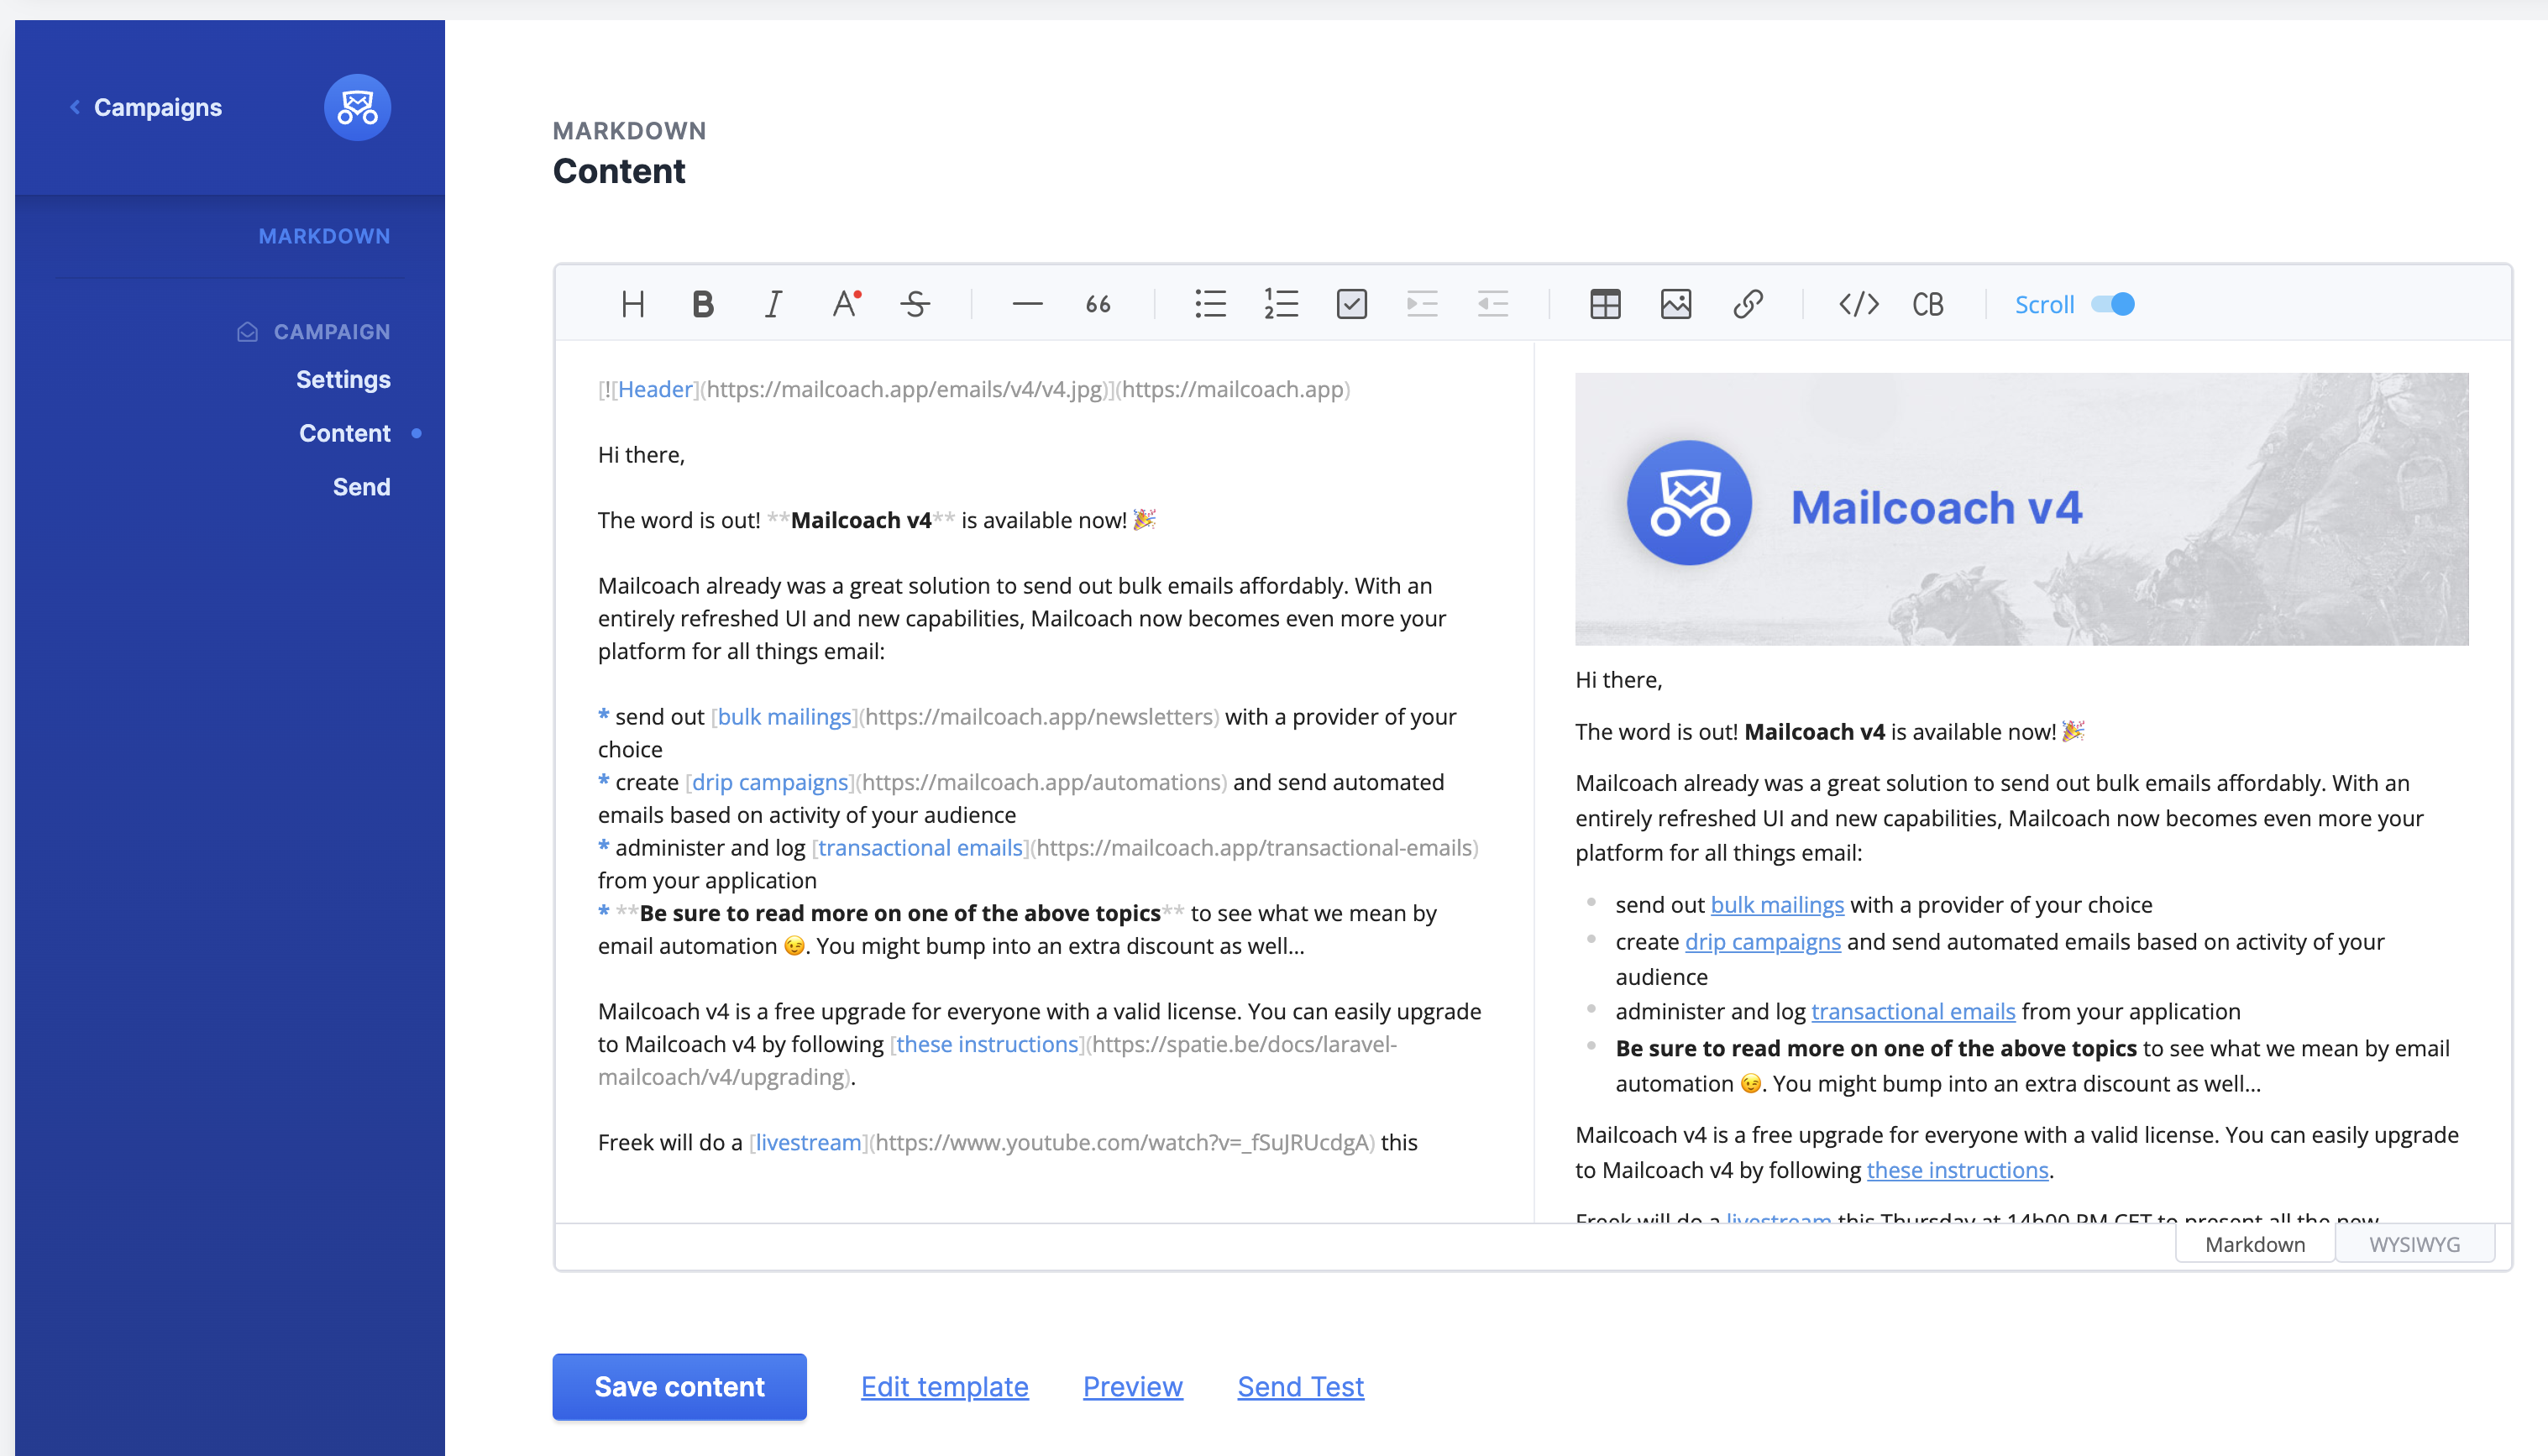 Campaigns
MARKDOWN
CAMPAIGN
Settings
Content
Send
MARKDOWN
Content
H B I A S 66 CB Scroll
[![Header](https://mailcoach.app/emails/v4/v4.jpg)](https://mailcoach.app)
Hi there,
The word is out! **Mailcoach v4** is available now! 🎉
Mailcoach already was a great solution to send out bulk emails affordably. With an
entirely refreshed UI and new capabilities, Mailcoach now becomes even more your
platform for all things email:
* send out [bulk mailings](https://mailcoach.app/newsletters) with a provider of your
choice
* create [drip campaigns](https://mailcoach.app/automations) and send automated
emails based on activity of your audience
* administer and log [transactional emails](https://mailcoach.app/transactional-emails)
from your application
* **Be sure to read more on one of the above topics** to see what we mean by
email automation 😉. You might bump into an extra discount as well...
Mailcoach v4 is a free upgrade for everyone with a valid license. You can easily upgrade
to Mailcoach v4 by following [these instructions](https://spatie.be/docs/laravel-
mailcoach/v4/upgrading).
Freek will do a [livestream](https://www.youtube.com/watch?v=_fSuJRUcdgA) this
Mailcoach v4
Hi there,
The word is out! Mailcoach v4 is available now! 🎉
Mailcoach already was a great solution to send out bulk emails affordably. With an
entirely refreshed UI and new capabilities, Mailcoach now becomes even more your
platform for all things email:
send out bulk mailings with a provider of your choice
create drip campaigns and send automated emails based on activity of your
audience
administer and log transactional emails from your application
Be sure to read more on one of the above topics to see what we mean by email
automation 😉. You might bump into an extra discount as well...
Mailcoach v4 is a free upgrade for everyone with a valid license. You can easily upgrade
to Mailcoach v4 by following these instructions.
Freek will do a livestream this Thursday at 14h00 PM CET to present all the new
Markdown WYSIWYG
Save content Edit template Preview Send Test